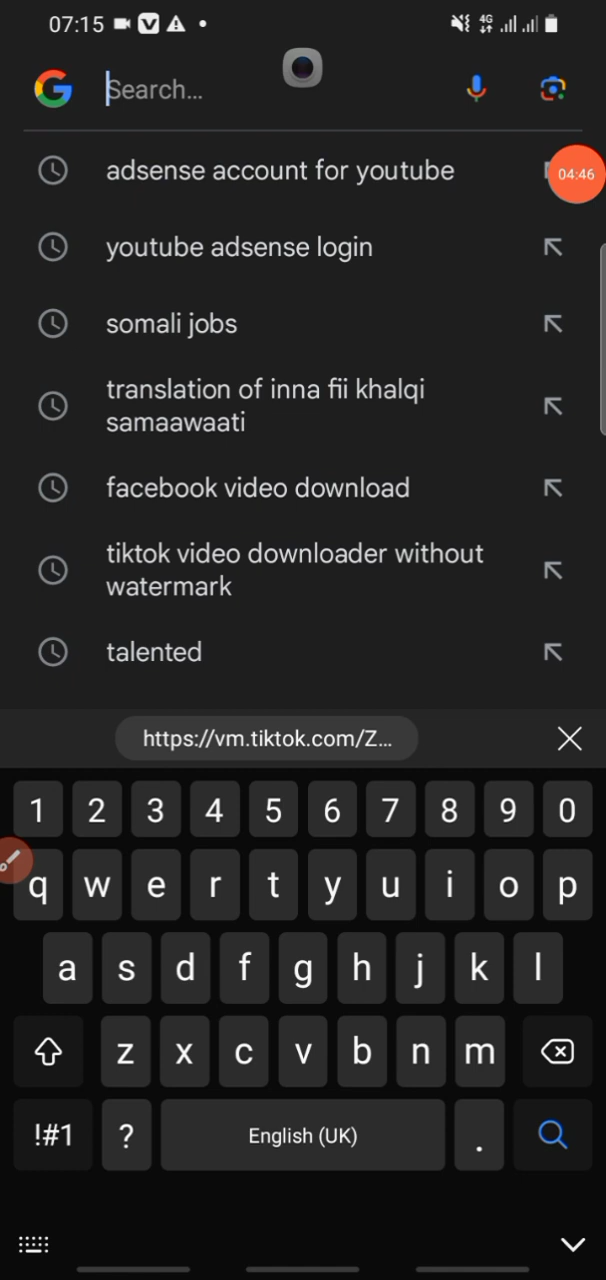 07:15
4G
Search...
04:46
adsense account for youtube
youtube adsense login
somali jobs
translation of inna fii khalqi
samaawaati
facebook video download
tiktok video downloader without
watermark
talented
https://vm.tiktok.com/Z...
1 2 3 4 5 6 7 8 9 0
q w e r t y u i o p
a s d f g h j k l
z x c v b n m
!#1 ? English (UK) .